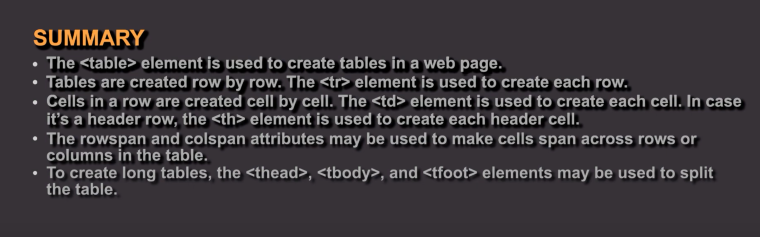 SUMMARY
• The <table> element is used to create tables in a web page.
• Tables are created row by row. The <tr> element is used to create each row.
• Cells in a row are created cell by cell. The <td> element is used to create each cell. In case
it's a header row, the <th> element is used to create each header cell.
• The rowspan and colspan attributes may be used to make cells span across rows or
columns in the table.
• To create long tables, the <thead>, <tbody>, and <tfoot> elements may be used to split
the table.